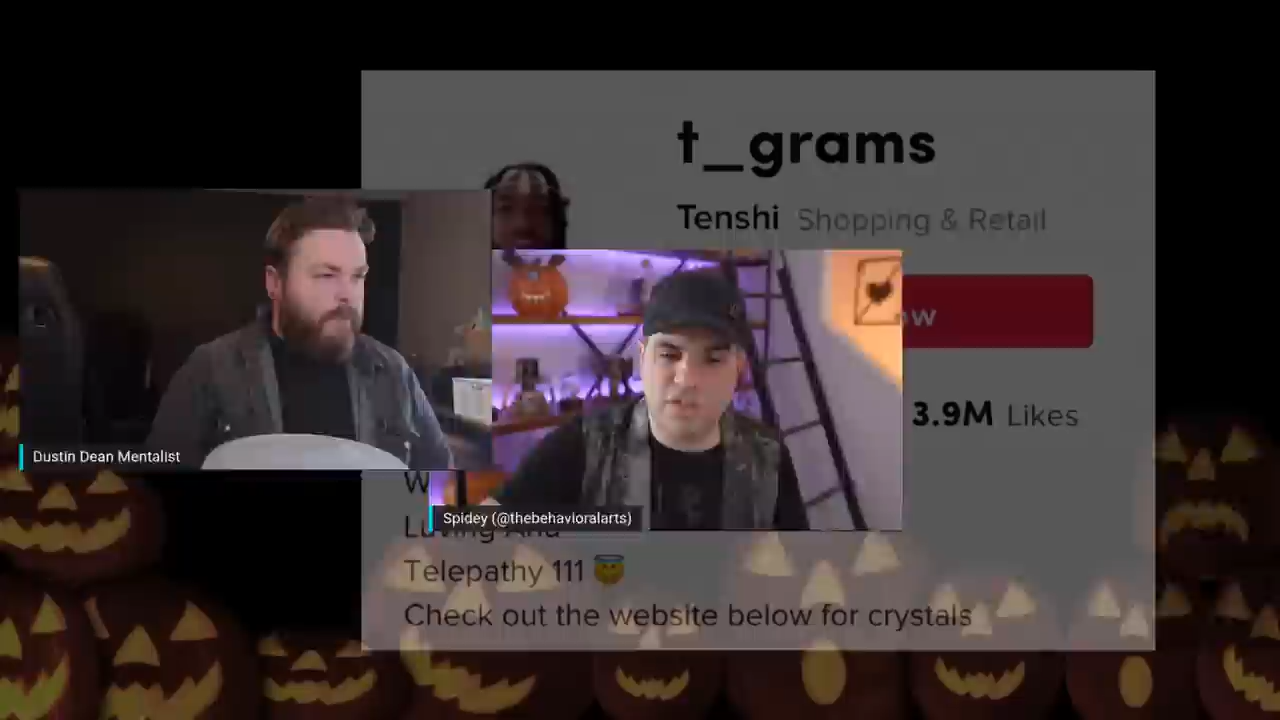 t_grams
Tenshi Shopping & Retail
3.9M Likes
Dustin Dean Mentalist
Spidey (@thebehavioralarts)
Telepathy 111 😇
Check out the website below for crystals